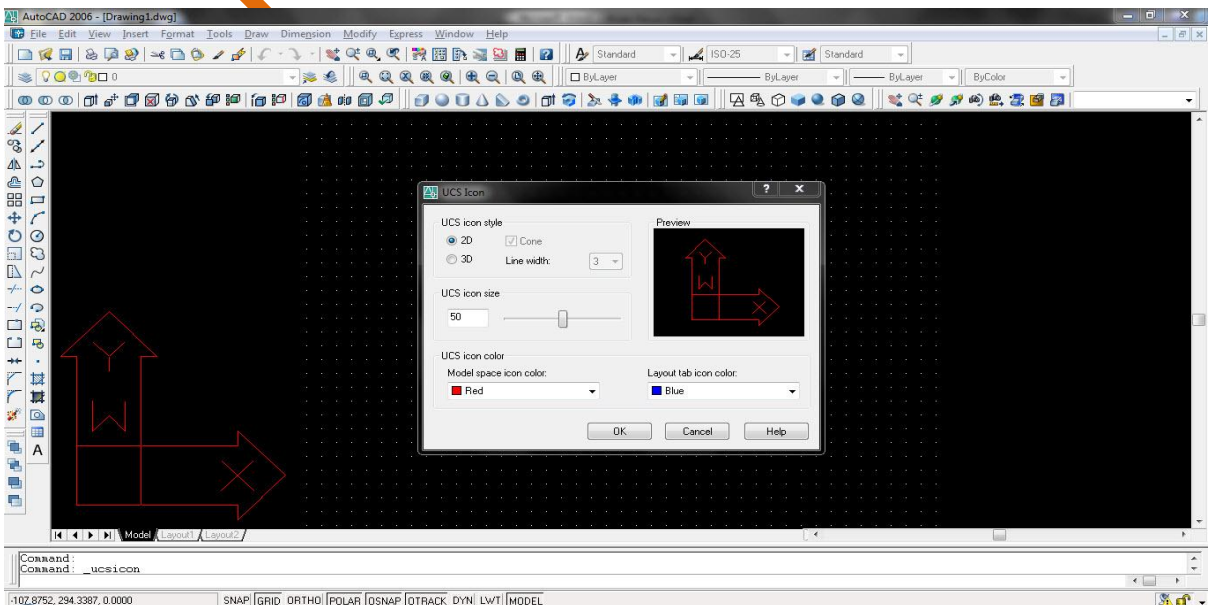 AutoCAD 2006 - [Drawing1.dwg]
File Edit View Insert Format Tools Draw Dimension Modify Express Window Help
Standard ISO-25 Standard
0 ByLayer ByLayer ByLayer ByColor
UCS Icon
UCS icon style
2D Cone
3D Line width: 3
Preview
Y
W
X
UCS icon size
50
UCS icon color
Model space icon color: Layout tab icon color:
Red Blue
OK Cancel Help
Y
W
X
A
Model Layout1 Layout2
Command:
Command: _ucsicon
-107.8752, 294.3387, 0.0000 SNAP GRID ORTHO POLAR OSNAP OTRACK DYN LWT MODEL